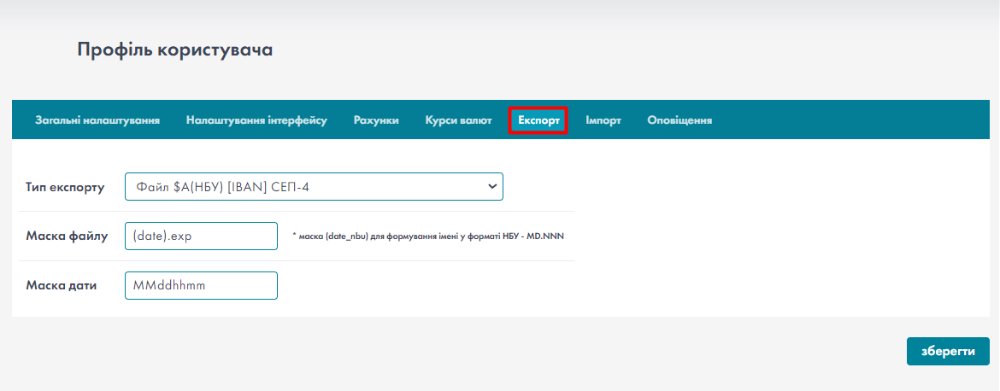 Профіль користувача
Загальні налаштування Налаштування інтерфейсу Рахунки Курси валют Експорт Імпорт Оповіщення
Тип експорту Файл $A(НБУ) [IBAN] СЕП-4
Маска файлу (date).exp * маска (date_nbu) для формування імені у форматі НБУ - MD.NNN
Маска дати MMddhhmm
зберегти